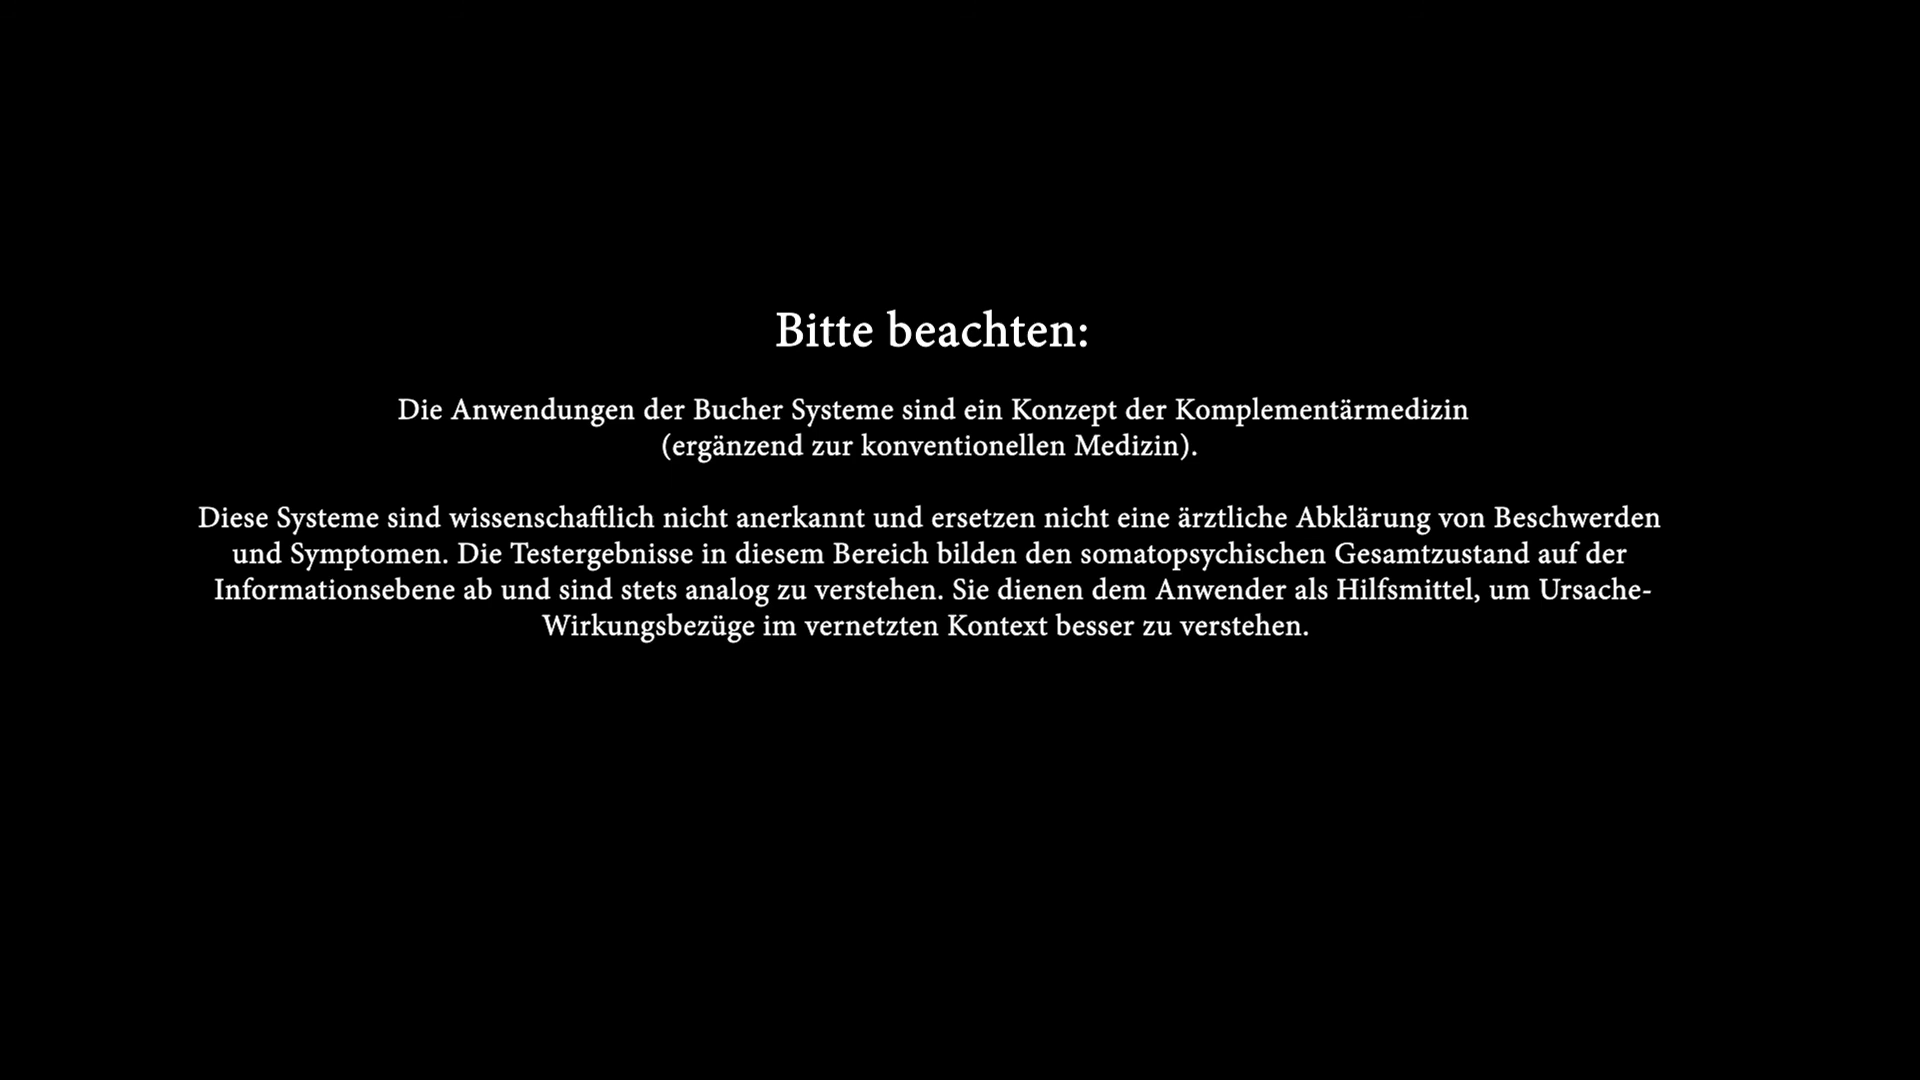 Bitte beachten:
Die Anwendungen der Bucher Systeme sind ein Konzept der Komplementärmedizin
(ergänzend zur konventionellen Medizin).
Diese Systeme sind wissenschaftlich nicht anerkannt und ersetzen nicht eine ärztliche Abklärung von Beschwerden
und Symptomen. Die Testergebnisse in diesem Bereich bilden den somatopsychischen Gesamtzustand auf der
Informationsebene ab und sind stets analog zu verstehen. Sie dienen dem Anwender als Hilfsmittel, um Ursache-
Wirkungsbezüge im vernetzten Kontext besser zu verstehen.